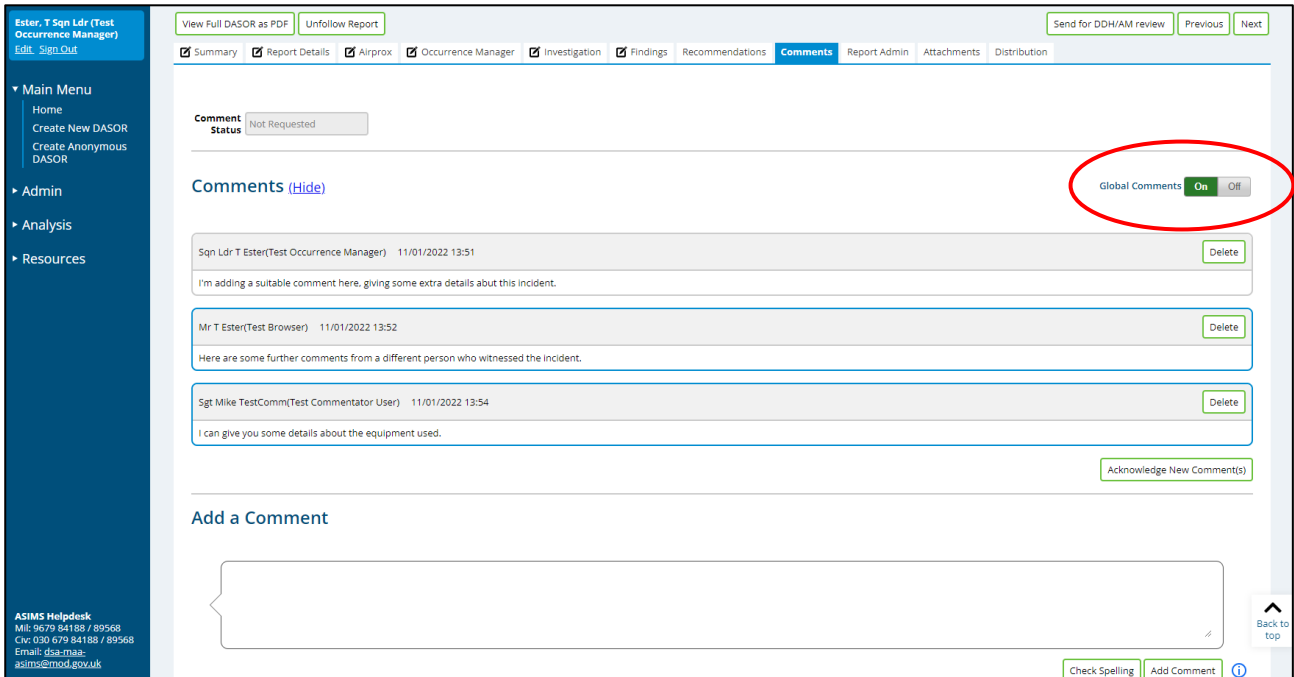 Ester, T Sqn Ldr (Test
Occurrence Manager)
Edit Sign Out
Main Menu
Home
Create New DASOR
Create Anonymous
DASOR
Admin
Analysis
Resources
ASIMS Helpdesk
Mil: 9679 84188 / 89568
Civ: 030 679 84188 / 89568
Email: dsa-maa-
asims@mod.gov.uk
View Full DASOR as PDF Unfollow Report Send for DDH/AM review Previous Next
Summary Report Details Airprox Occurrence Manager Investigation Findings Recommendations Comments Report Admin Attachments Distribution
Comment
Status Not Requested
Comments (Hide) Global Comments On Off
Sqn Ldr T Ester(Test Occurrence Manager) 11/01/2022 13:51 Delete
I'm adding a suitable comment here, giving some extra details abut this incident.
Mr T Ester(Test Browser) 11/01/2022 13:52 Delete
Here are some further comments from a different person who witnessed the incident.
Sgt Mike TestComm(Test Commentator User) 11/01/2022 13:54 Delete
I can give you some details about the equipment used.
Acknowledge New Comment(s)
Add a Comment
Back to
top
Check Spelling Add Comment